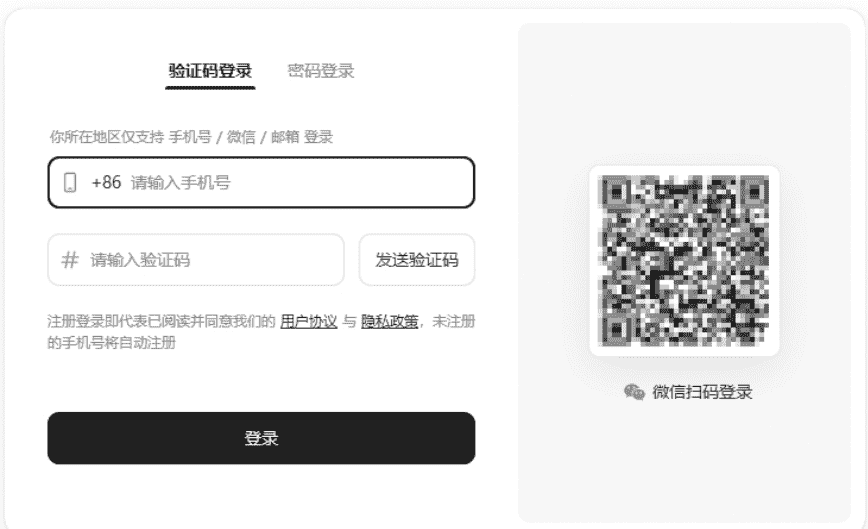 验证码登录 密码登录
你所在地区仅支持 手机号 / 微信 / 邮箱 登录
+86 请输入手机号
# 请输入验证码 发送验证码
注册登录即代表已阅读并同意我们的 用户协议 与 隐私政策，未注册
的手机号将自动注册
登录
微信扫码登录